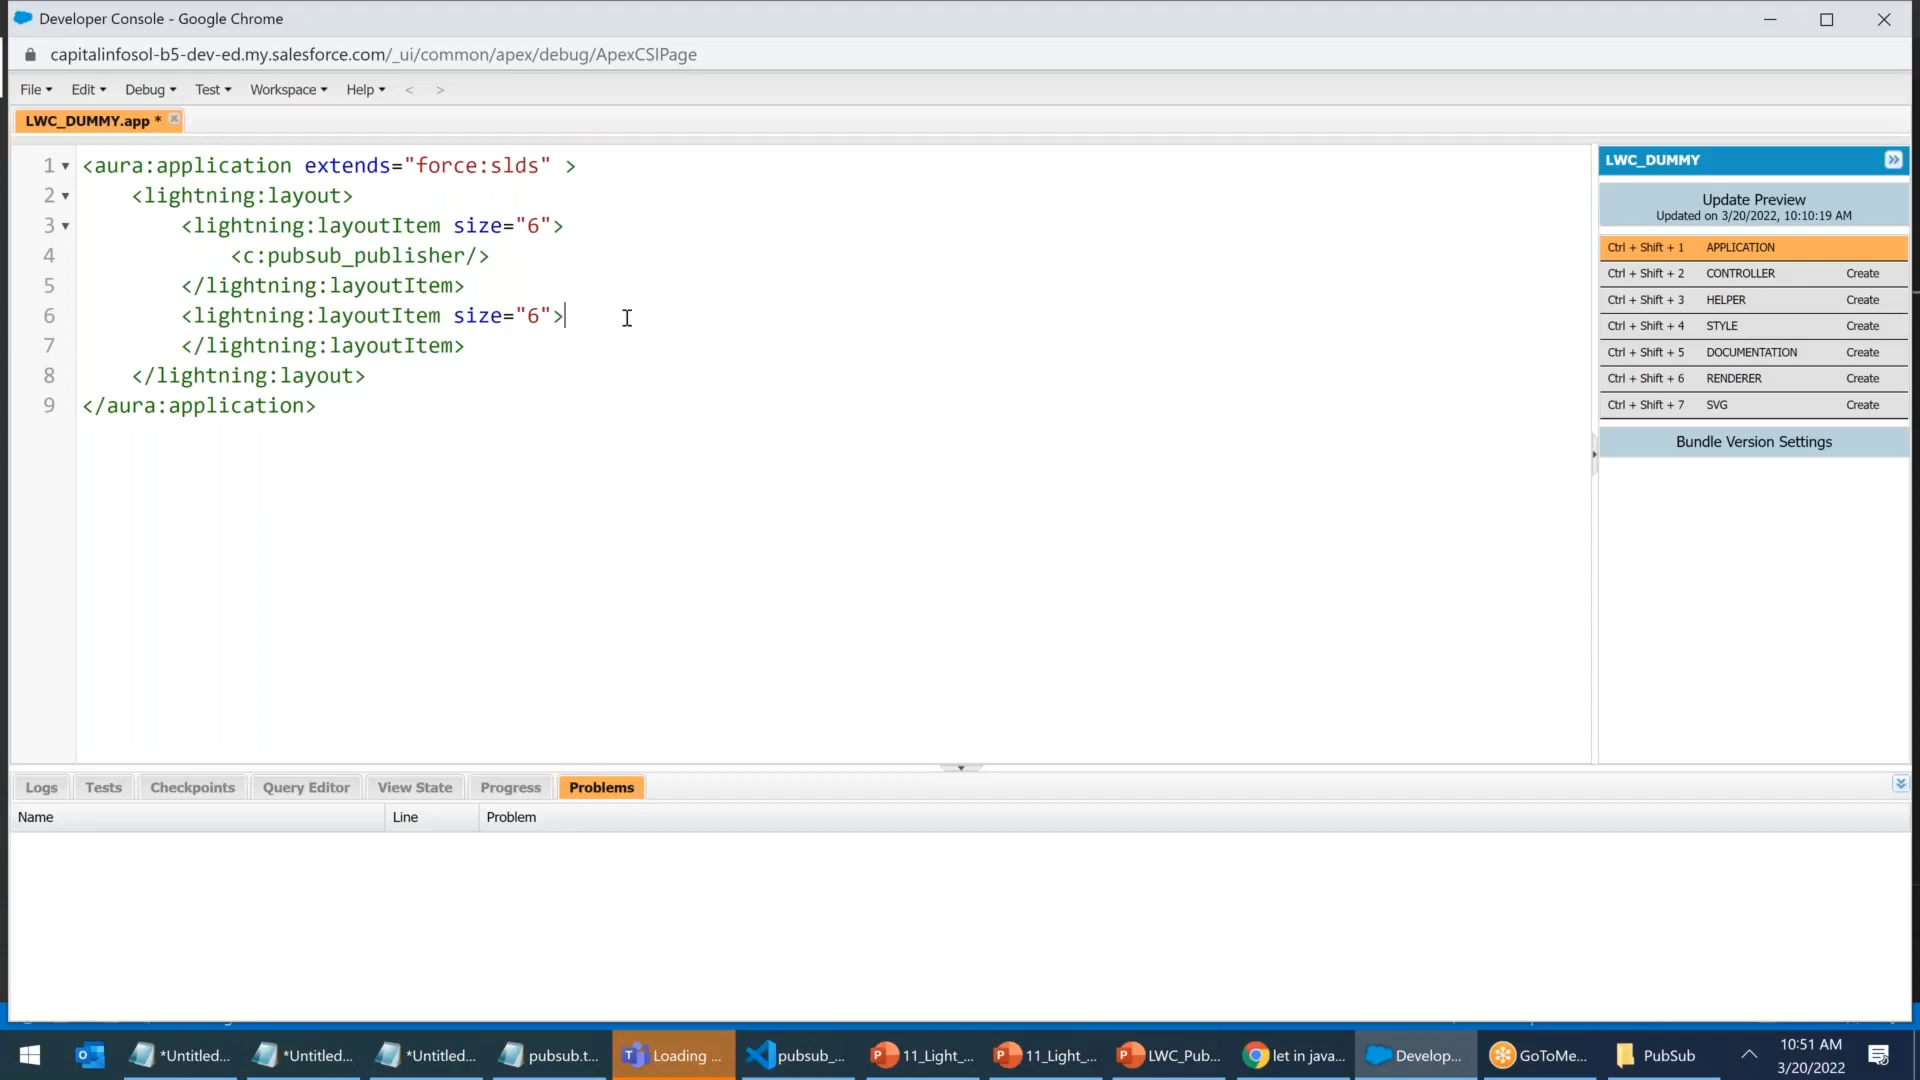 Developer Console - Google Chrome
capitalinfosol-b5-dev-ed.my.salesforce.com/_ui/common/apex/debug/ApexCSIPage
File Edit Debug Test Workspace Help < >
LWC_DUMMY.app *
1 <aura:application extends="force:slds" >
2 <lightning:layout>
3 <lightning:layoutItem size="6">
4 <c:pubsub_publisher/>
5 </lightning:layoutItem>
6 <lightning:layoutItem size="6">
7 </lightning:layoutItem>
8 </lightning:layout>
9 </aura:application>
LWC_DUMMY
Update Preview
Updated on 3/20/2022, 10:10:19 AM
Ctrl + Shift + 1 APPLICATION
Ctrl + Shift + 2 CONTROLLER Create
Ctrl + Shift + 3 HELPER Create
Ctrl + Shift + 4 STYLE Create
Ctrl + Shift + 5 DOCUMENTATION Create
Ctrl + Shift + 6 RENDERER Create
Ctrl + Shift + 7 SVG Create
Bundle Version Settings
Logs Tests Checkpoints Query Editor View State Progress Problems
Name Line Problem
*Untitled... *Untitled... *Untitled... pubsub.t... Loading ... pubsub_... 11_Light_... 11_Light_... LWC_Pub... let in java... Develop... GoToMe... PubSub
10:51 AM
3/20/2022